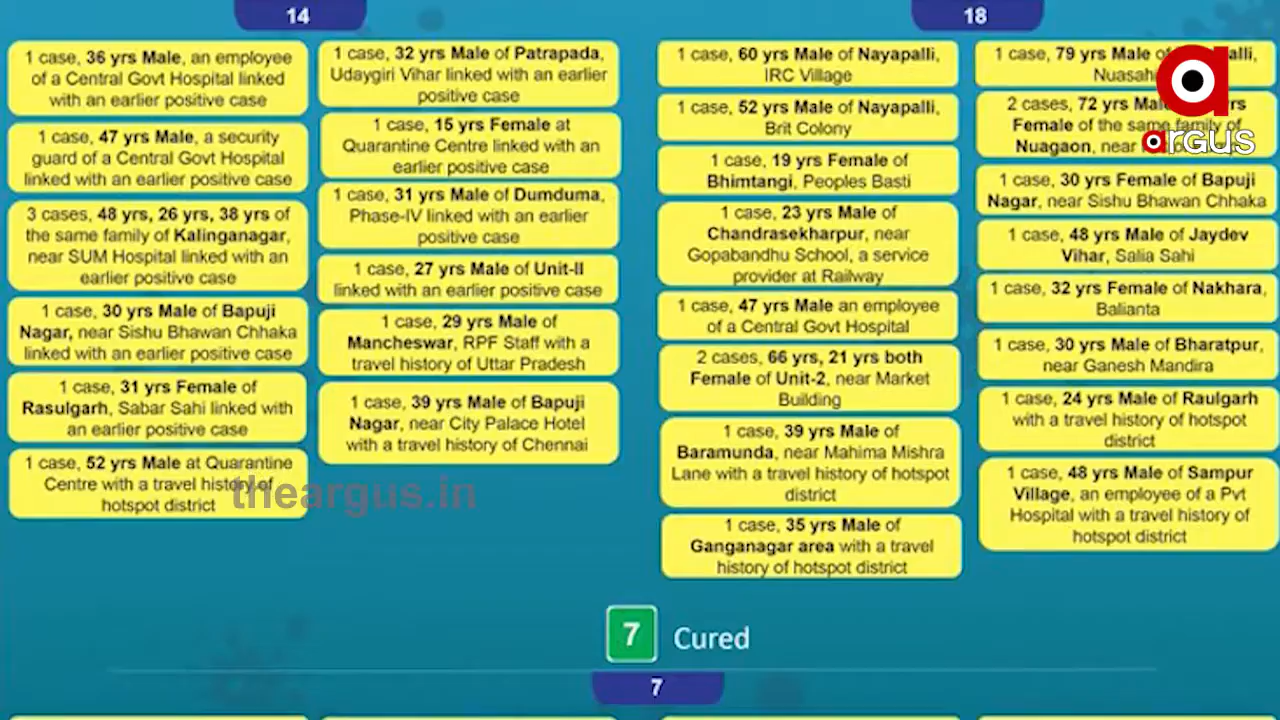 14
1 case, 36 yrs Male, an employee
of a Central Govt Hospital linked
with an earlier positive case
1 case, 47 yrs Male, a security
guard of a Central Govt Hospital
linked with an earlier positive case
3 cases, 48 yrs, 26 yrs, 38 yrs of
the same family of Kalinganagar,
near SUM Hospital linked with an
earlier positive case
1 case, 30 yrs Male of Bapuji
Nagar, near Sishu Bhawan Chhaka
linked with an earlier positive case
1 case, 31 yrs Female of
Rasulgarh, Sabar Sahi linked with
an earlier positive case
1 case, 52 yrs Male at Quarantine
Centre with a travel history of
hotspot district
1 case, 32 yrs Male of Patrapada,
Udaygiri Vihar linked with an earlier
positive case
1 case, 15 yrs Female at
Quarantine Centre linked with an
earlier positive case
1 case, 31 yrs Male of Dumduma,
Phase-IV linked with an earlier
positive case
1 case, 27 yrs Male of Unit-II
linked with an earlier positive case
1 case, 29 yrs Male of
Mancheswar, RPF Staff with a
travel history of Uttar Pradesh
1 case, 39 yrs Male of Bapuji
Nagar, near City Palace Hotel
with a travel history of Chennai
18
1 case, 60 yrs Male of Nayapalli,
IRC Village
1 case, 52 yrs Male of Nayapalli,
Brit Colony
1 case, 19 yrs Female of
Bhimtangi, Peoples Basti
1 case, 23 yrs Male of
Chandrasekharpur, near
Gopabandhu School, a service
provider at Railway
1 case, 47 yrs Male an employee
of a Central Govt Hospital
2 cases, 66 yrs, 21 yrs both
Female of Unit-2, near Market
Building
1 case, 39 yrs Male of
Baramunda, near Mahima Mishra
Lane with a travel history of hotspot
district
1 case, 35 yrs Male of
Ganganagar area with a travel
history of hotspot district
1 case, 79 yrs Male of
2 cases, 72 yrs Male yrs
Female of the same family of
Nuagaon, near
1 case, 30 yrs Female of Bapuji
Nagar, near Sishu Bhawan Chhaka
1 case, 48 yrs Male of Jaydev
Vihar, Salia Sahi
1 case, 32 yrs Female of Nakhara,
Balianta
1 case, 30 yrs Male of Bharatpur,
near Ganesh Mandira
1 case, 24 yrs Male of Raulgarh
with a travel history of hotspot
district
1 case, 48 yrs Male of Sampur
Village, an employee of a Pvt
Hospital with a travel history of
hotspot district
argus
theargus.in
7 Cured
7